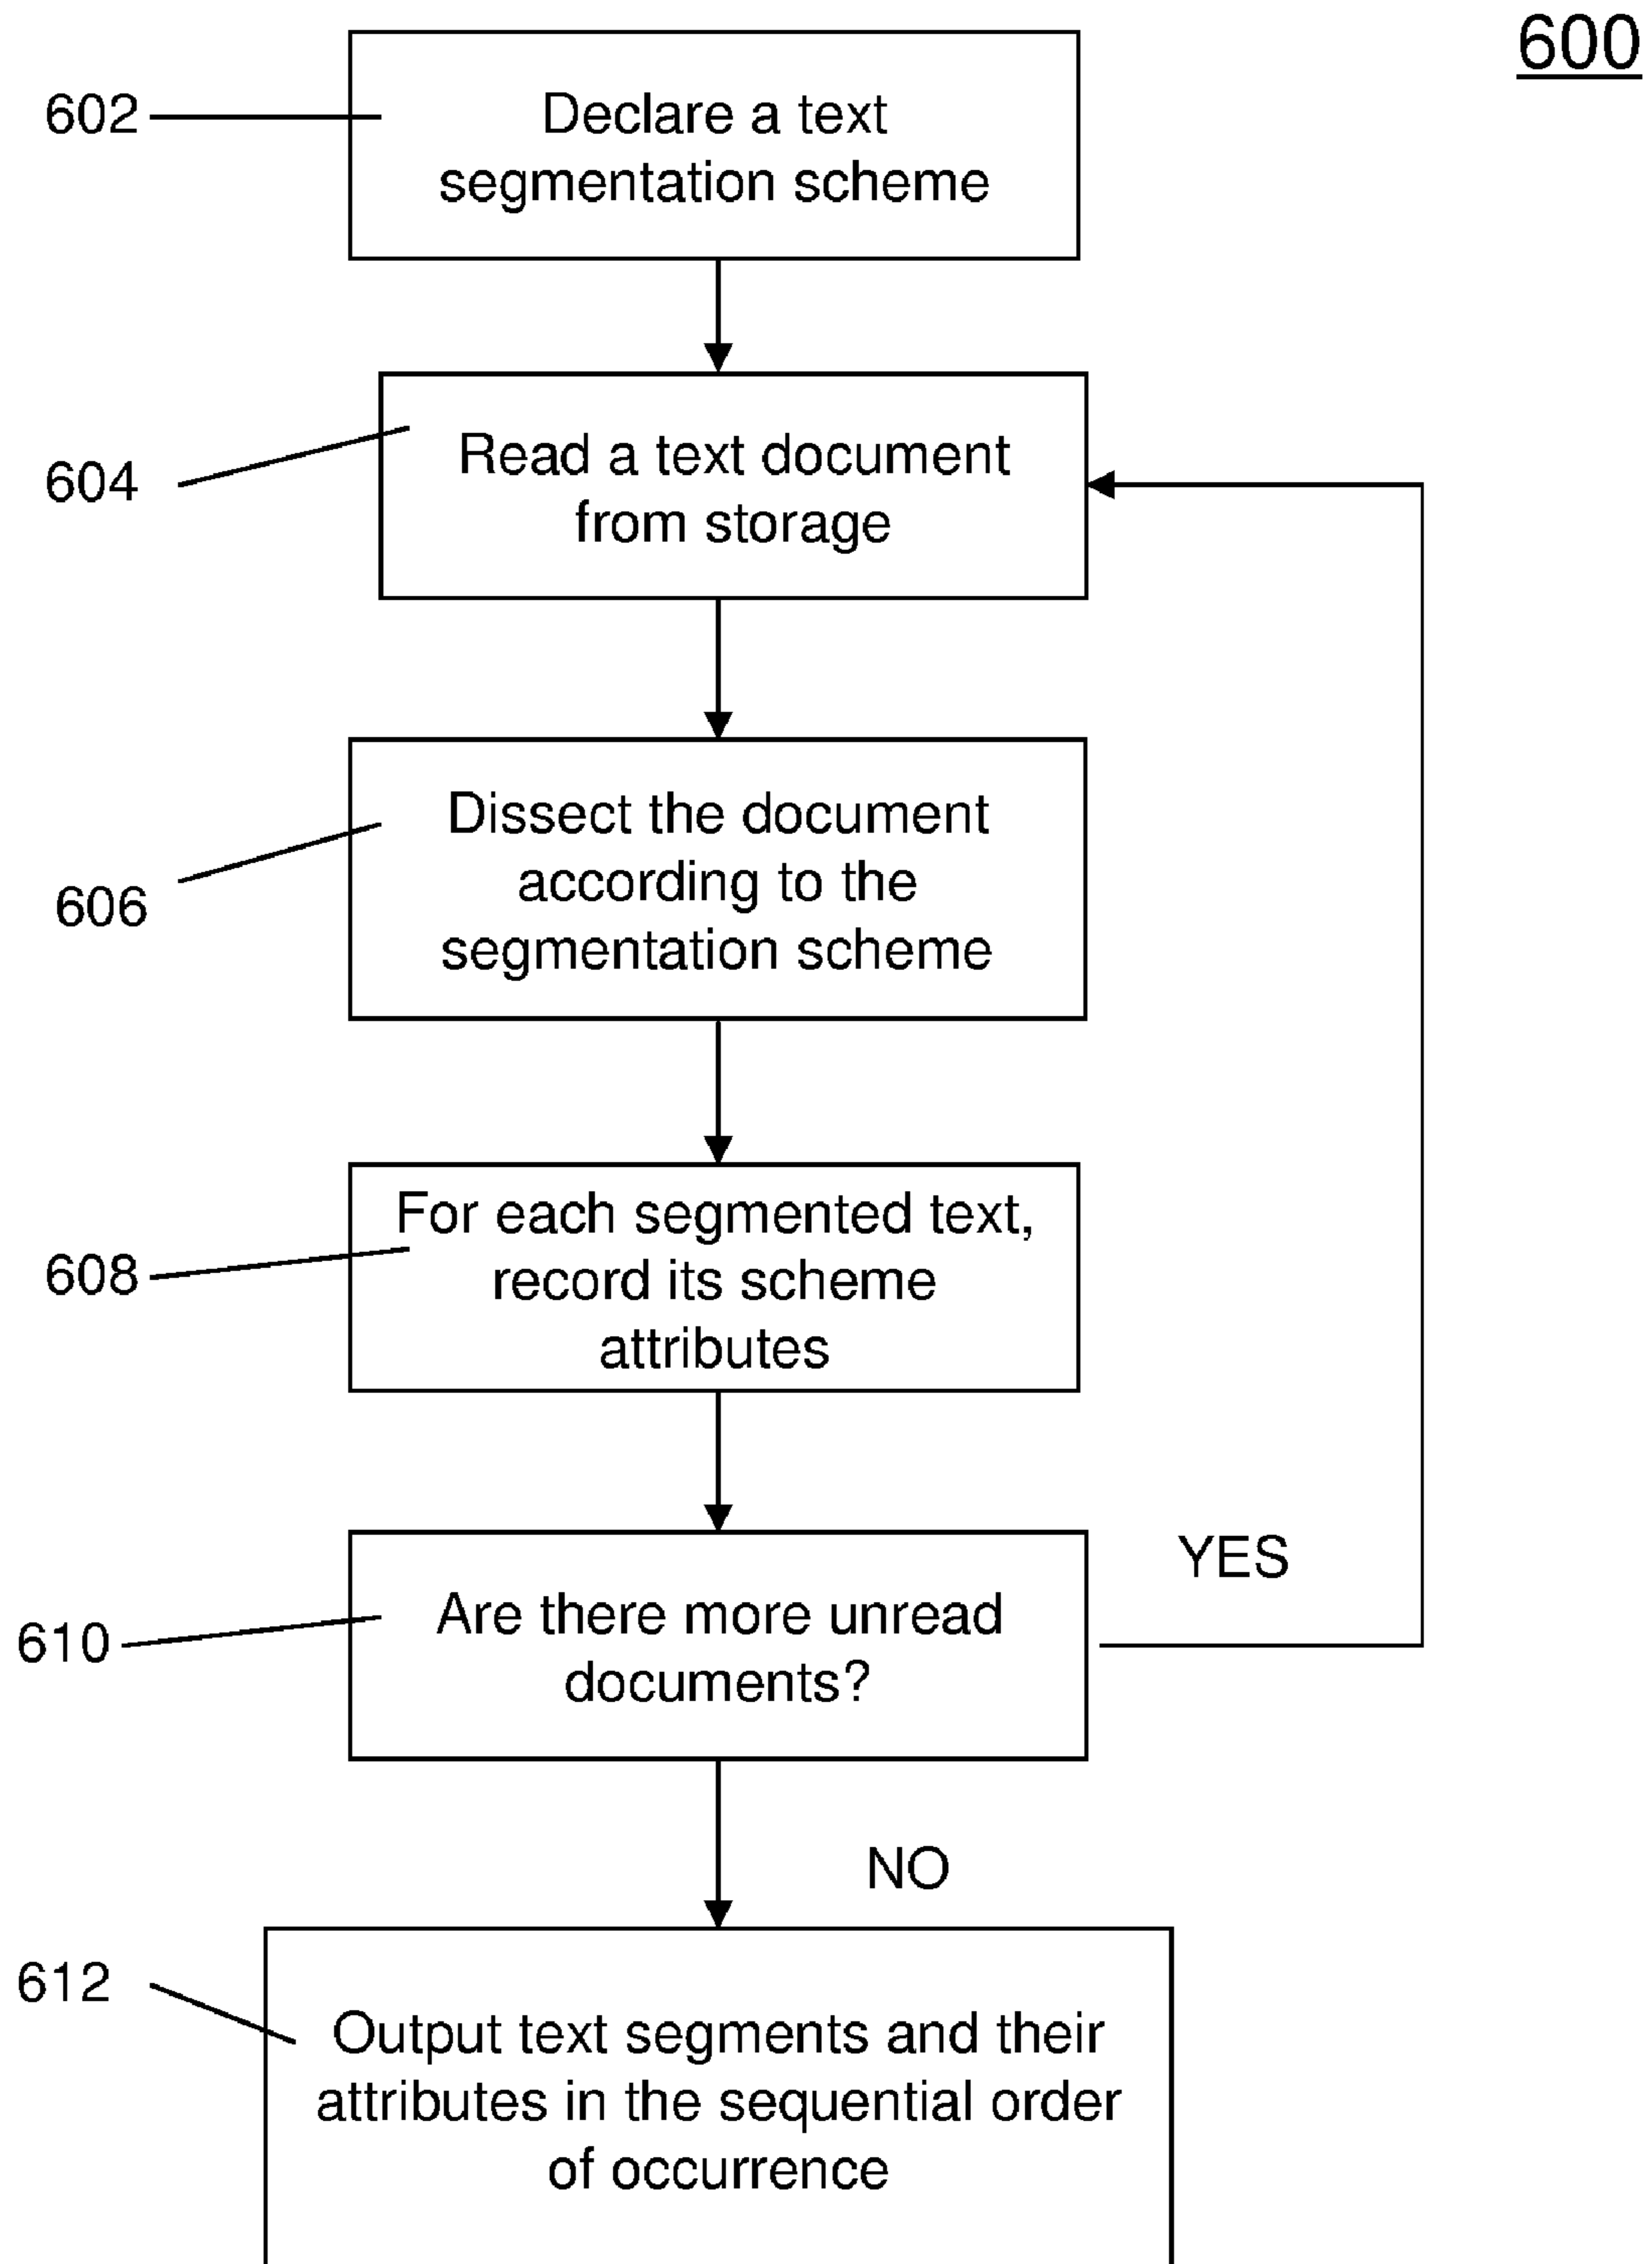 600
602
Declare a text
segmentation scheme
604
Read a text document
from storage
606
Dissect the document
according to the
segmentation scheme
608
For each segmented text,
record its scheme
attributes
YES
610
Are there more unread
documents?
NO
612
Output text segments and their
attributes in the sequential order
of occurrence